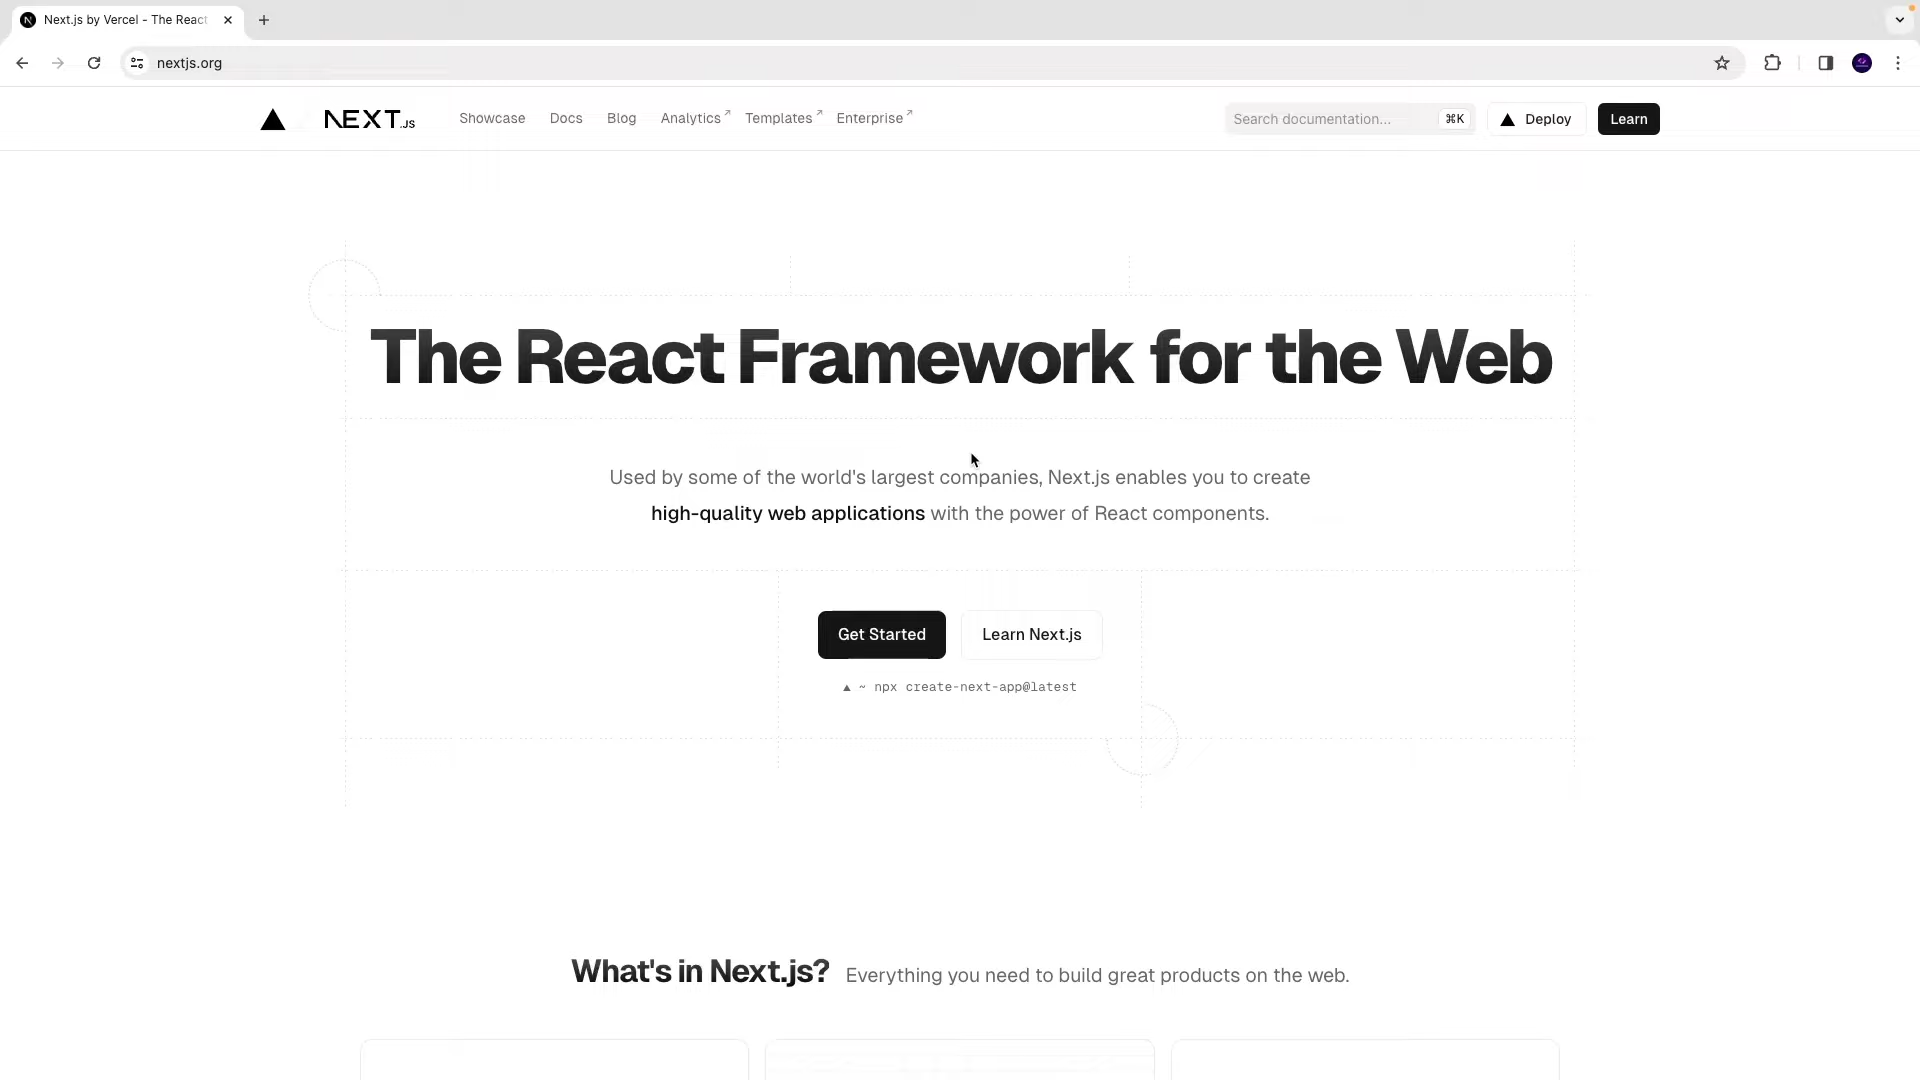 Next.js by Vercel - The React
nextjs.org
NEXT.JS
Showcase
Docs
Blog
Analytics↗
Templates↗
Enterprise↗
Search documentation...
⌘K
▲ Deploy
Learn
The React Framework for the Web
Used by some of the world's largest companies, Next.js enables you to create
high-quality web applications with the power of React components.
Get Started
Learn Next.js
▲ ~ npx create-next-app@latest
What's in Next.js?
Everything you need to build great products on the web.